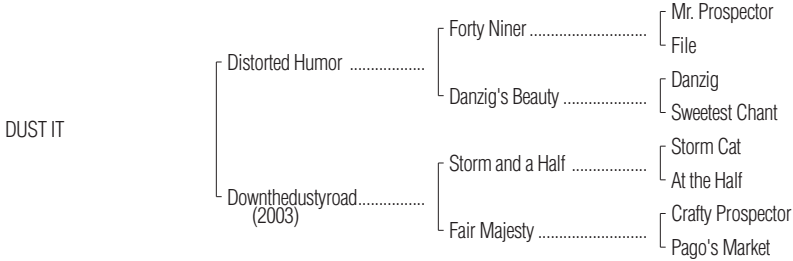 Mr. Prospector
Forty Niner ............................
File
Distorted Humor ..................
Danzig
Danzig's Beauty ....................
Sweetest Chant
DUST IT
Storm Cat
Storm and a Half ..................
At the Half
Downthedustyroad................
(2003)
Crafty Prospector
Fair Majesty ..........................
Pago's Market